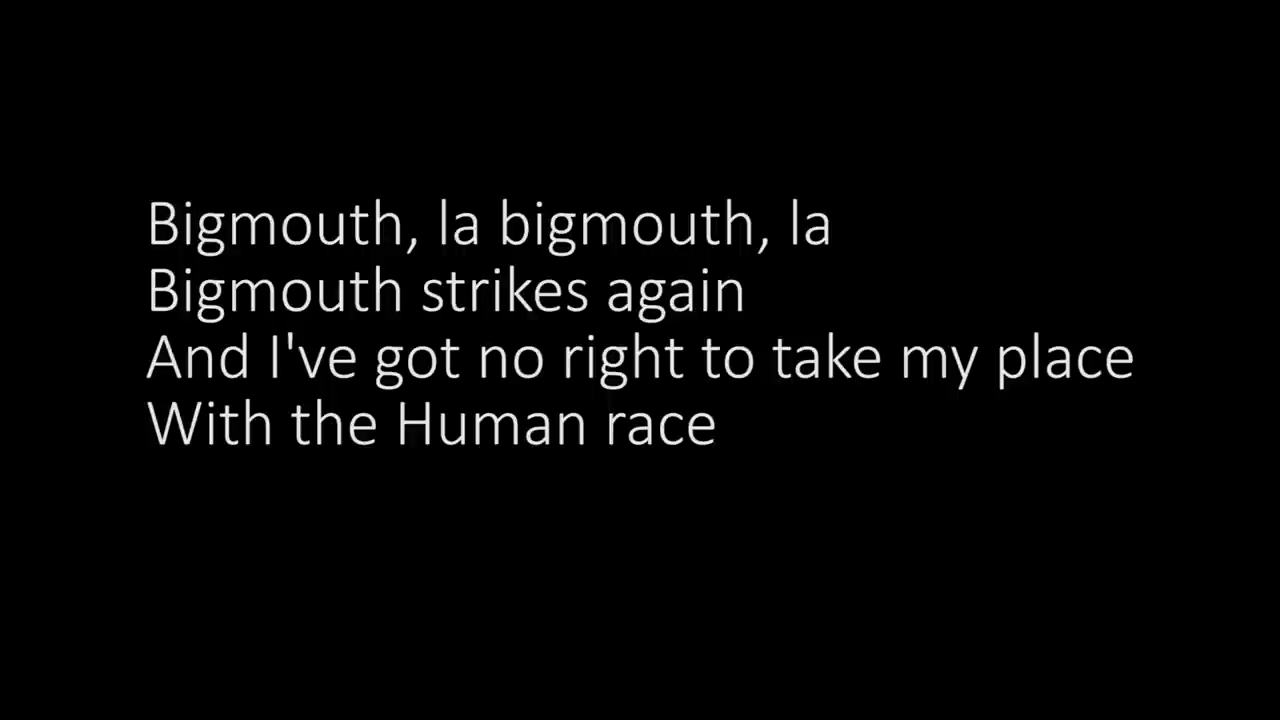 Bigmouth, la bigmouth, la
Bigmouth strikes again
And I've got no right to take my place
With the Human race